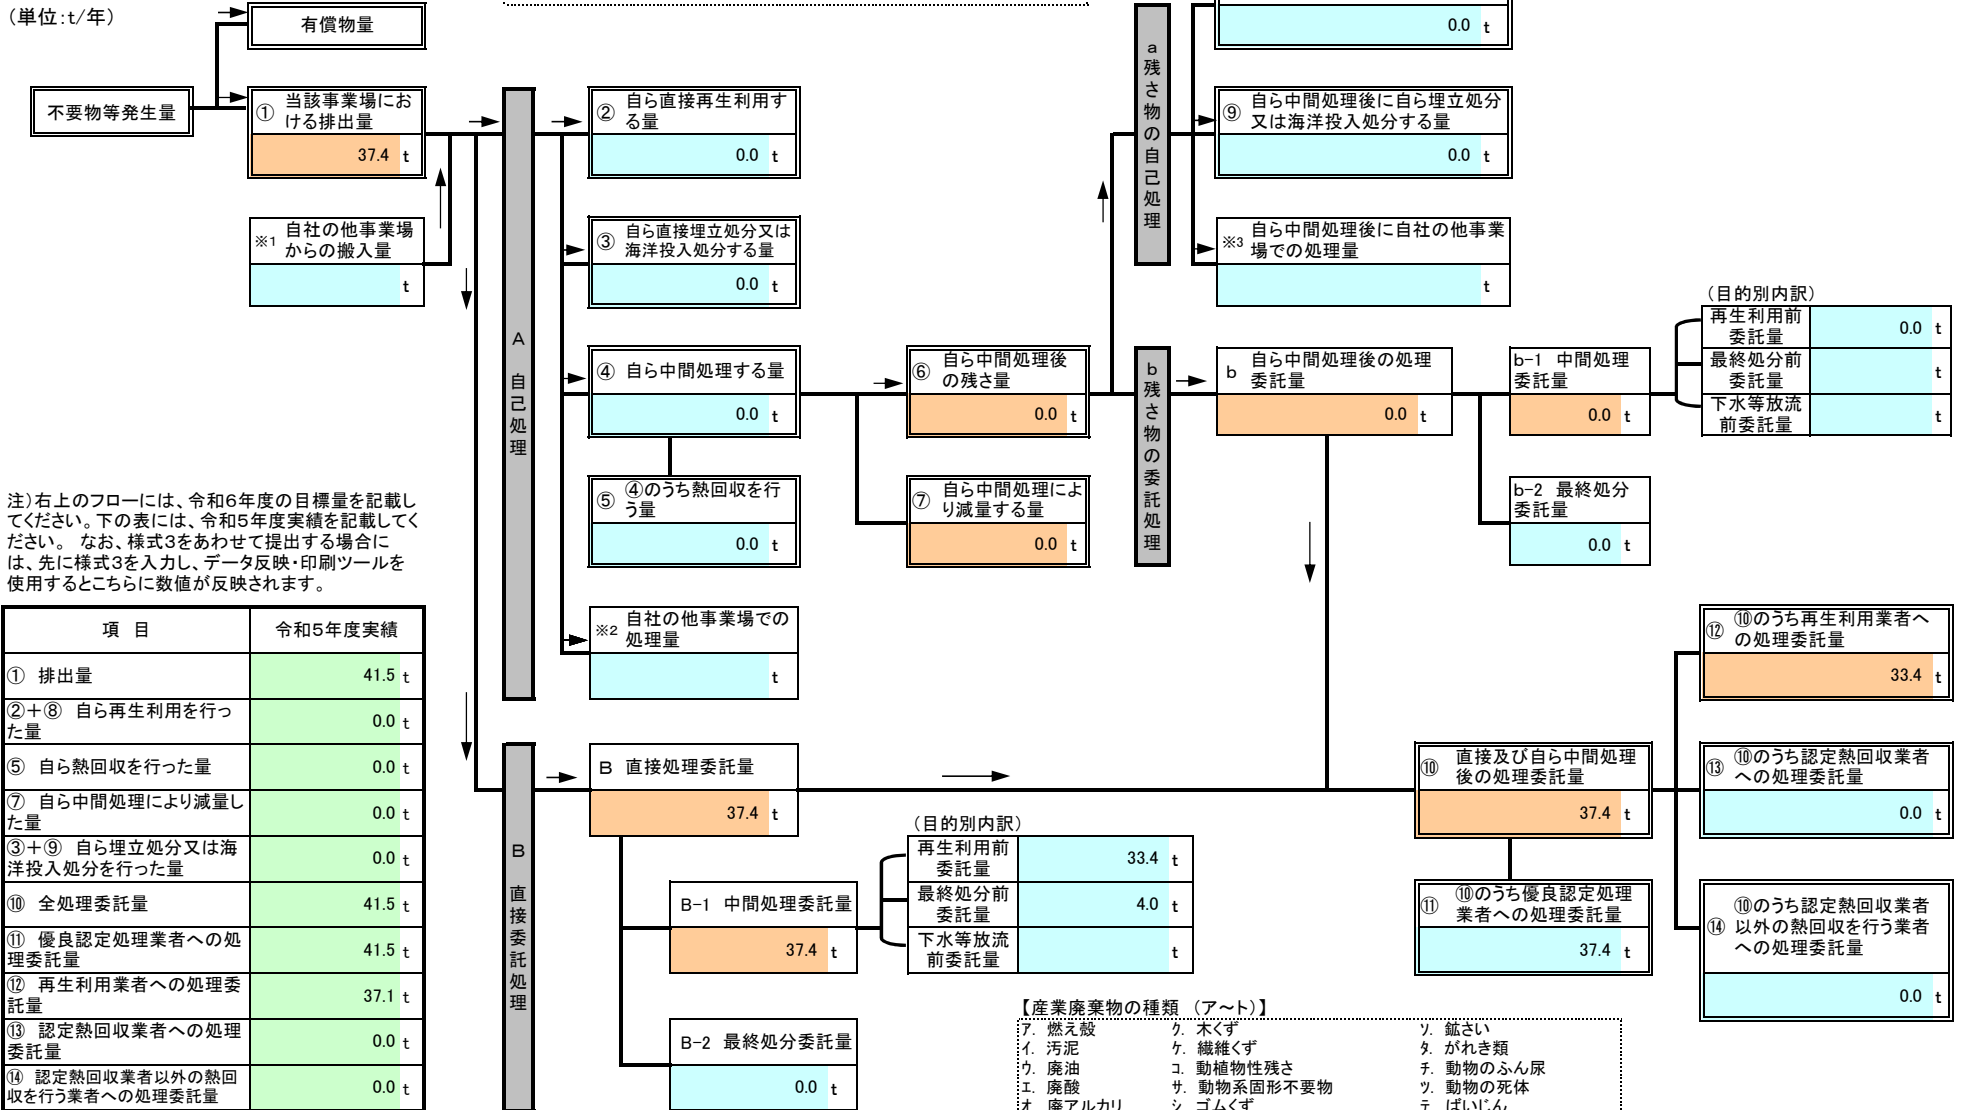 (単位:t/年)
有償物量
不要物等発生量
① 当該事業場にお
ける排出量
37.4 t
※1 自社の他事業場
からの搬入量
t
A 自己処理
② 自ら直接再生利用す
る量
0.0 t
③ 自ら直接埋立処分又は
海洋投入処分する量
0.0 t
④ 自ら中間処理する量
0.0 t
⑤ ④のうち熱回収を行
う量
0.0 t
※2 自社の他事業場での
処理量
t
⑥ 自ら中間処理後
の残さ量
0.0 t
⑦ 自ら中間処理によ
り減量する量
0.0 t
a 残さ物の自己処理
0.0 t
⑨ 自ら中間処理後に自ら埋立処分
又は海洋投入処分する量
0.0 t
※3 自ら中間処理後に自社の他事業
場での処理量
t
b 残さ物の委託処理
b 自ら中間処理後の処理
委託量
0.0 t
b-1 中間処理
委託量
0.0 t
(目的別内訳)
再生利用前
委託量
0.0 t
最終処分前
委託量
t
下水等放流
前委託量
t
b-2 最終処分
委託量
0.0 t
注)右上のフローには、令和6年度の目標量を記載し
てください。下の表には、令和5年度実績を記載してく
ださい。 なお、様式3をあわせて提出する場合に
は、先に様式3を入力し、データ反映・印刷ツールを
使用するとこちらに数値が反映されます。
項 目 令和5年度実績
① 排出量 41.5 t
②+⑧ 自ら再生利用を行っ
た量
0.0 t
⑤ 自ら熱回収を行った量 0.0 t
⑦ 自ら中間処理により減量し
た量
0.0 t
③+⑨ 自ら埋立処分又は海
洋投入処分を行った量
0.0 t
⑩ 全処理委託量 41.5 t
⑪ 優良認定処理業者への処
理委託量
41.5 t
⑫ 再生利用業者への処理委
託量
37.1 t
⑬ 認定熱回収業者への処理
委託量
0.0 t
⑭ 認定熱回収業者以外の熱回
収を行う業者への処理委託量
0.0 t
B 直接委託処理
B 直接処理委託量
37.4 t
B-1 中間処理委託量
37.4 t
(目的別内訳)
再生利用前
委託量
33.4 t
最終処分前
委託量
4.0 t
下水等放流
前委託量
t
B-2 最終処分委託量
0.0 t
⑩ 直接及び自ら中間処理
後の処理委託量
37.4 t
⑪ ⑩のうち優良認定処理
業者への処理委託量
37.4 t
⑫ ⑩のうち再生利用業者へ
の処理委託量
33.4 t
⑬ ⑩のうち認定熱回収業者
への処理委託量
0.0 t
⑭ ⑩のうち認定熱回収業者
以外の熱回収を行う業者
への処理委託量
0.0 t
【産業廃棄物の種類 (ア~ト)】
ア. 燃え殻 ク. 木くず ソ. 鉱さい
イ. 汚泥 ケ. 繊維くず タ. がれき類
ウ. 廃油 コ. 動植物性残さ チ. 動物のふん尿
エ. 廃酸 サ. 動物系固形不要物 ツ. 動物の死体
オ. 廃アルカリ シ. ゴムくず テ. ばいじん